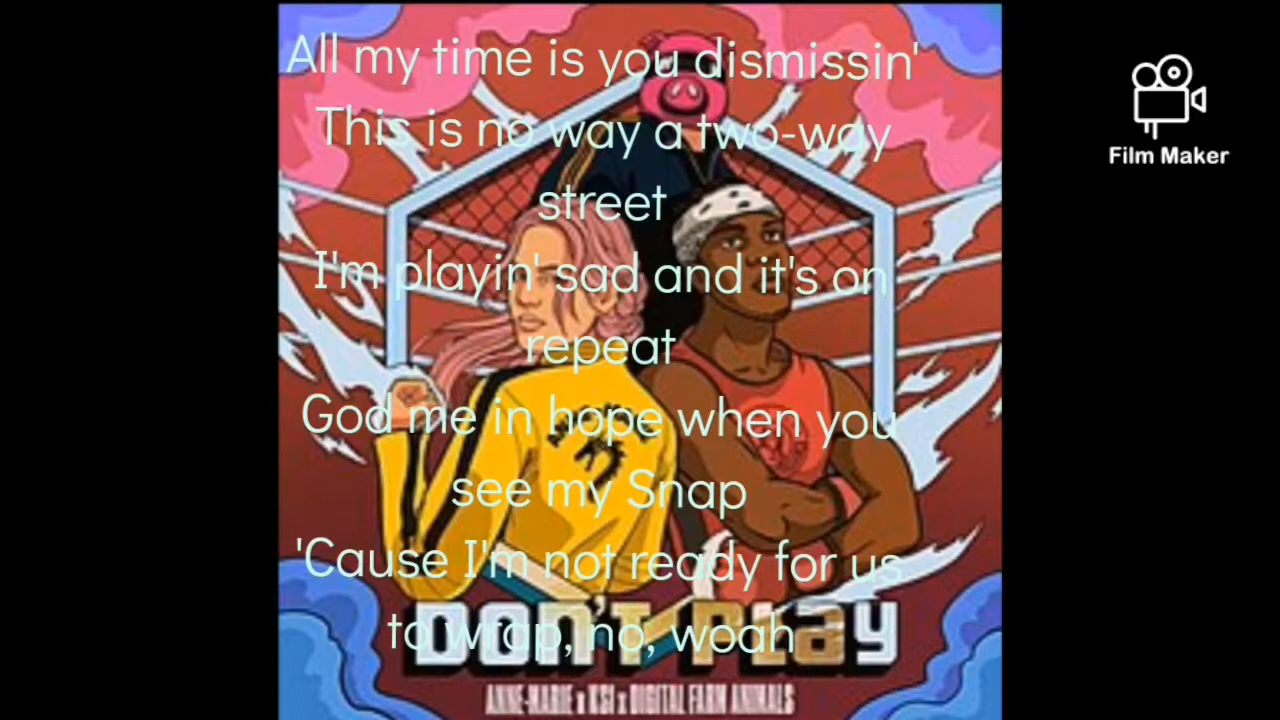 All my time is you dismissin'
This is no way a two-way
street
I'm playin' sad and it's on
repeat
God me in hope when you
see my Snap
'Cause I'm not ready for us
to wrap, no, woah
DON'T PLAY
ANNE-MARIE x KSI x DIGITAL FARM ANIMALS
Film Maker